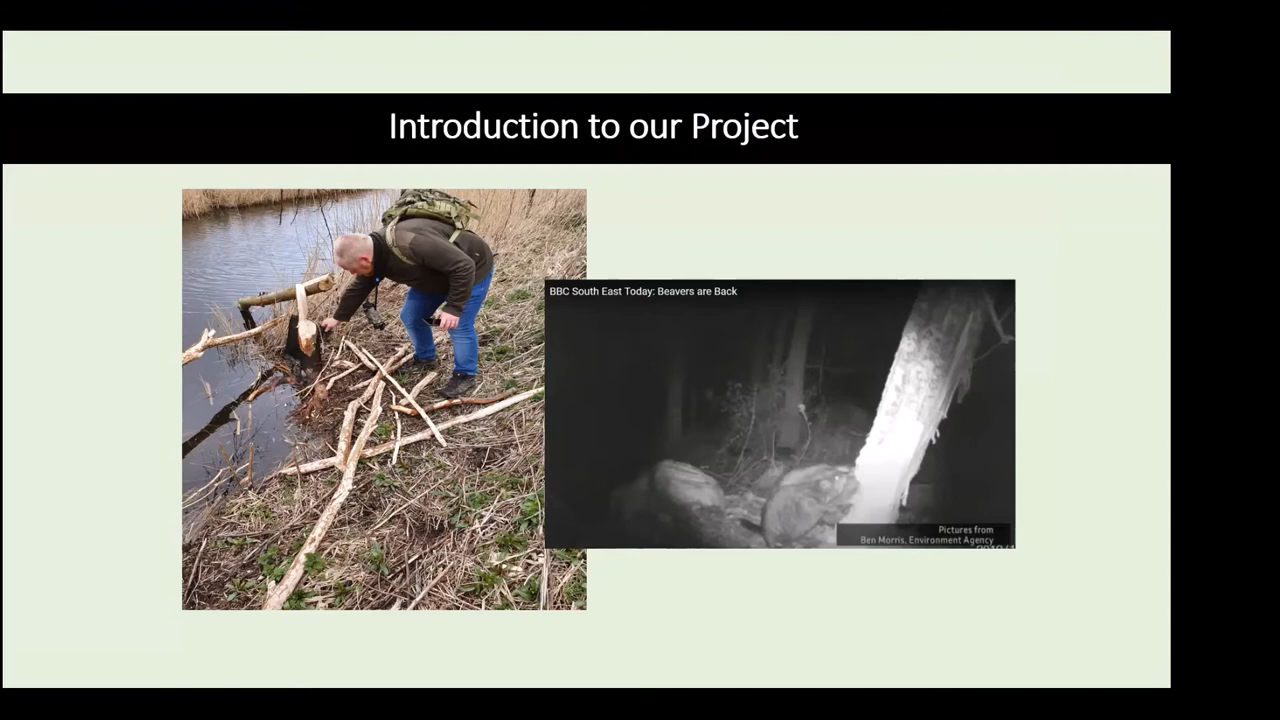 Introduction to our Project
BBC South East Today: Beavers are Back
Pictures from
Ben Morris, Environment Agency